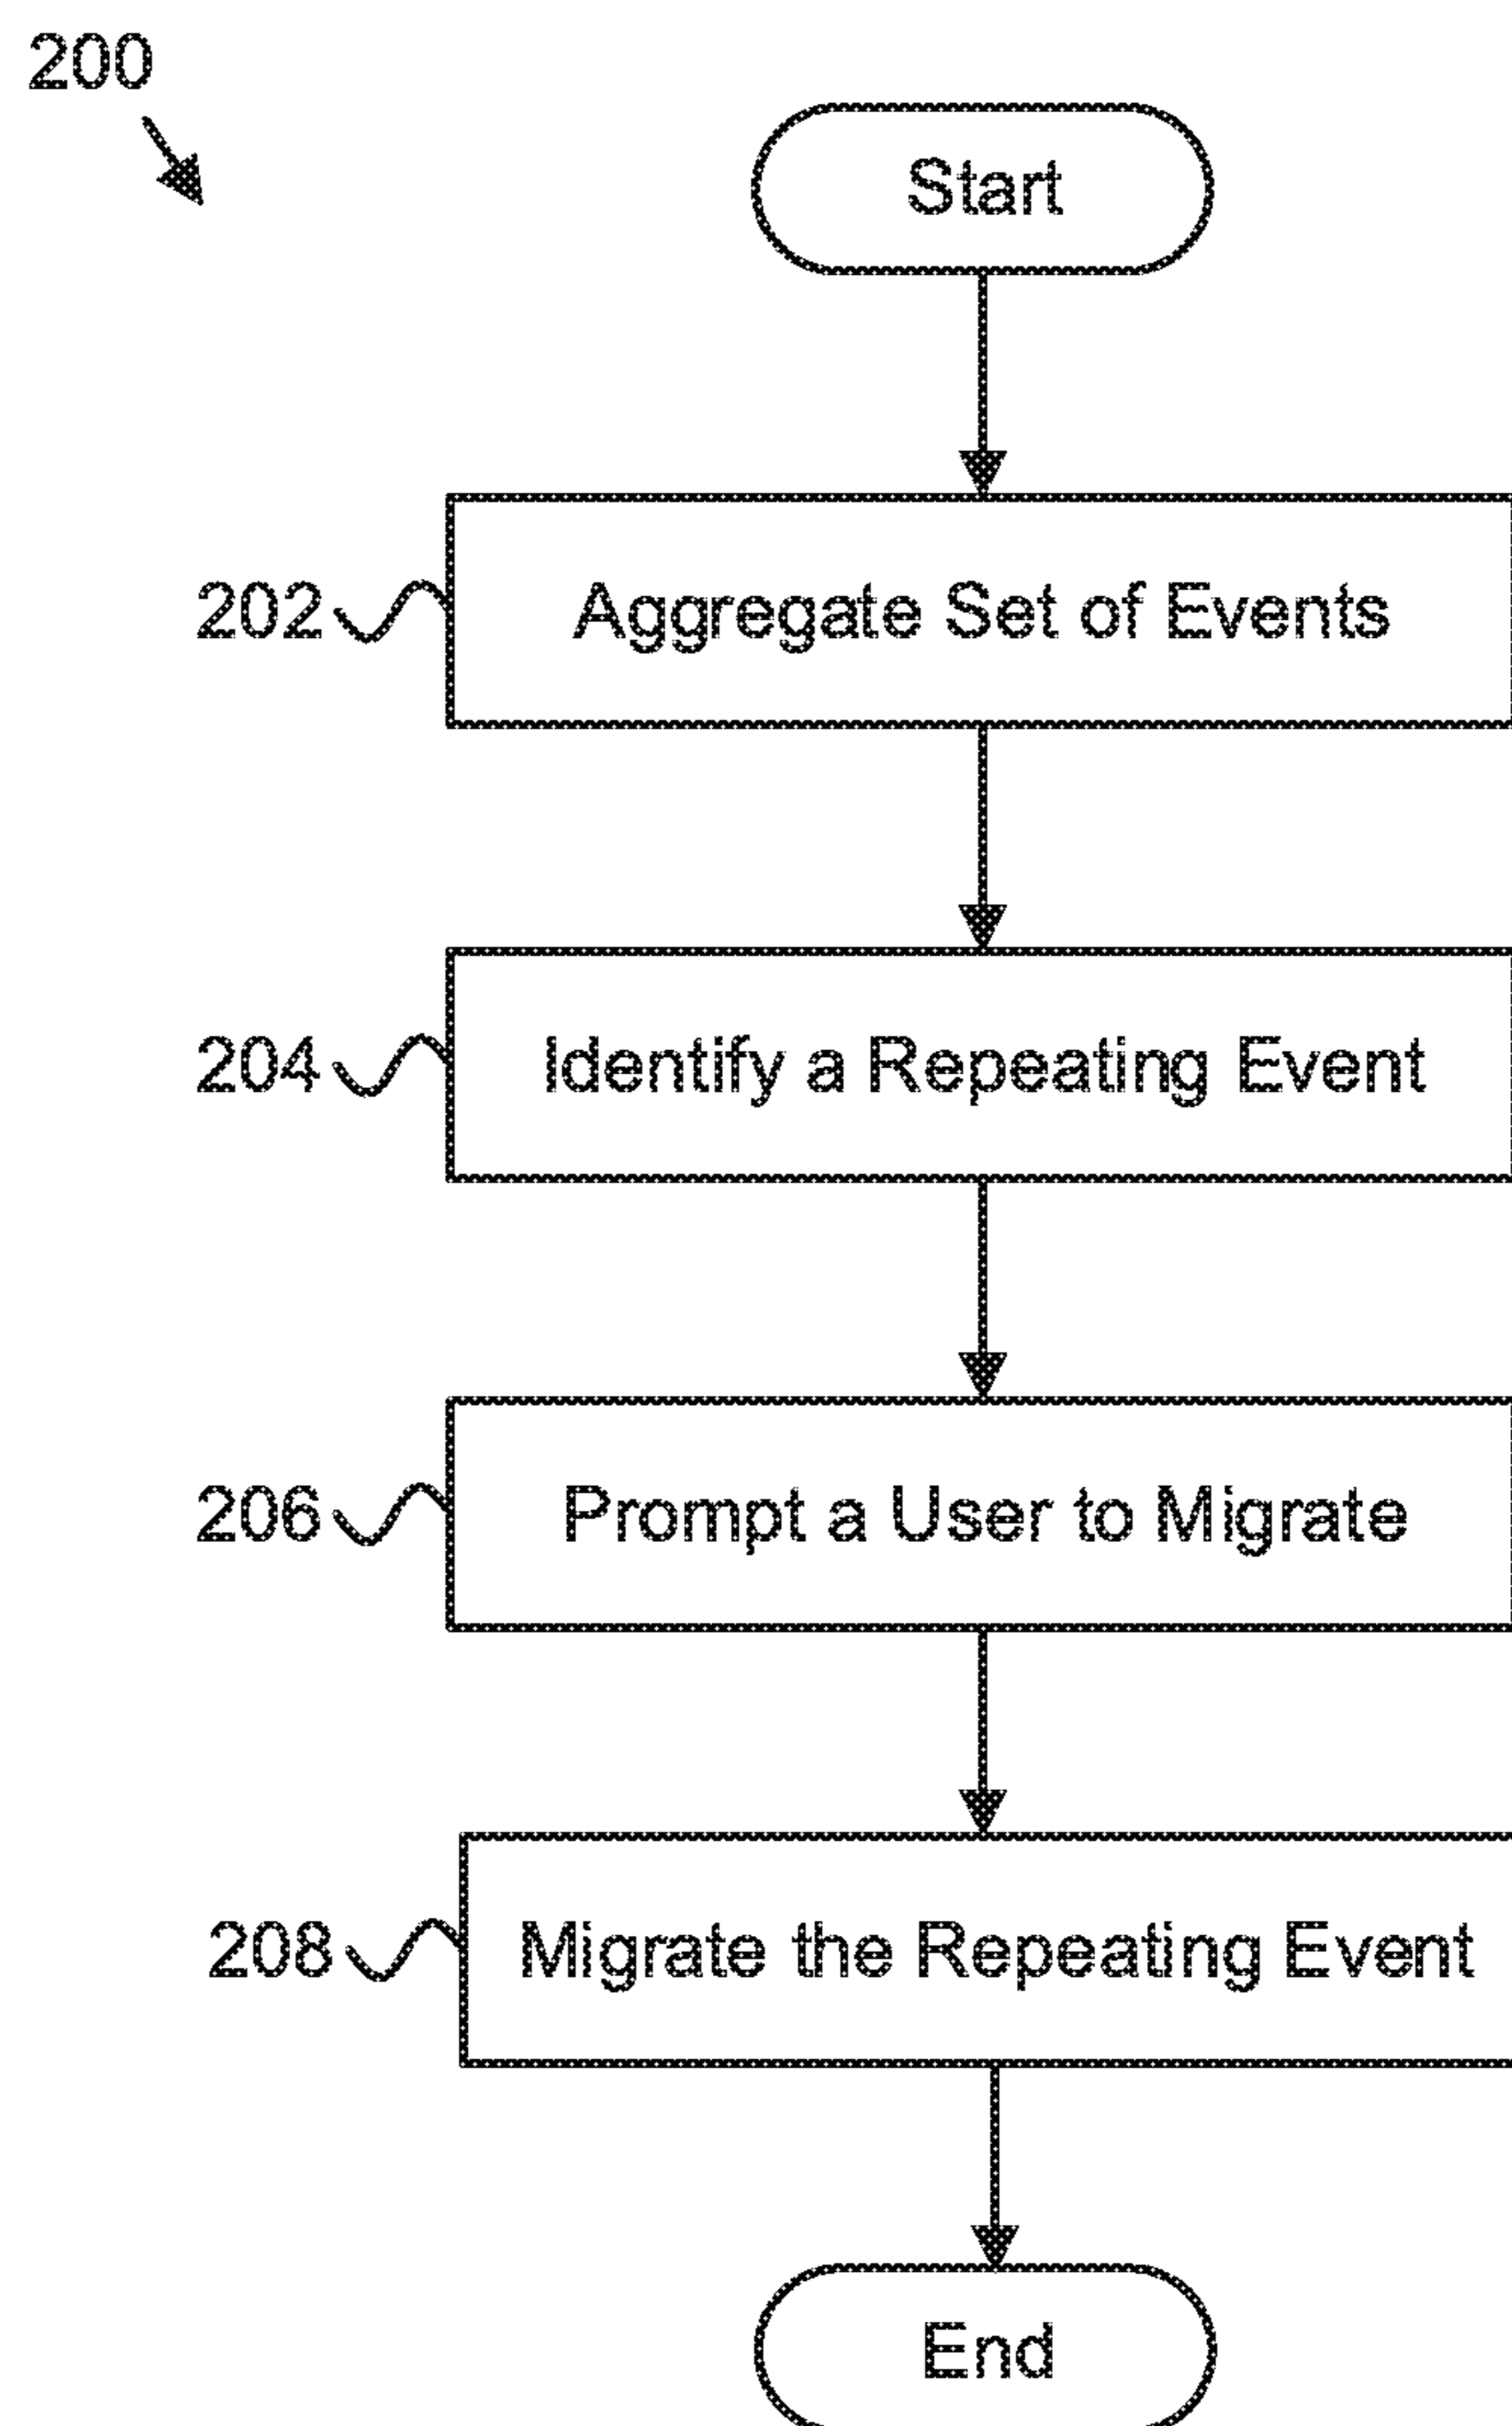 200
Start
202 Aggregate Set of Events
204 Identify a Repeating Event
206 Prompt a User to Migrate
208 Migrate the Repeating Event
End